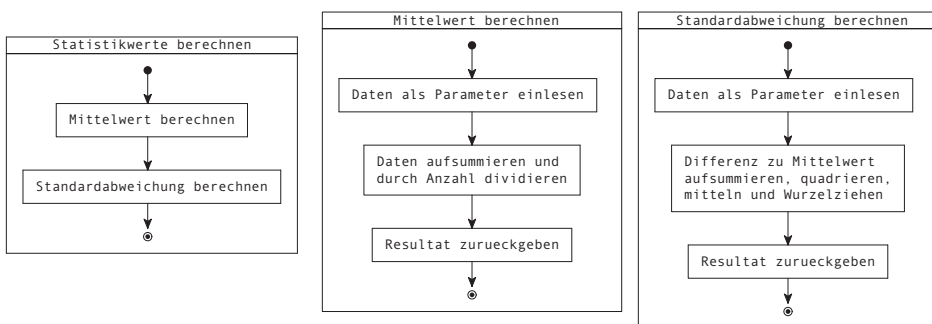 Statistikwerte berechnen
Mittelwert berechnen
Standardabweichung berechnen
Mittelwert berechnen
Daten als Parameter einlesen
Daten aufsummieren und
durch Anzahl dividieren
Resultat zurueckgeben
Standardabweichung berechnen
Daten als Parameter einlesen
Differenz zu Mittelwert
aufsummieren, quadrieren,
mitteln und Wurzelziehen
Resultat zurueckgeben